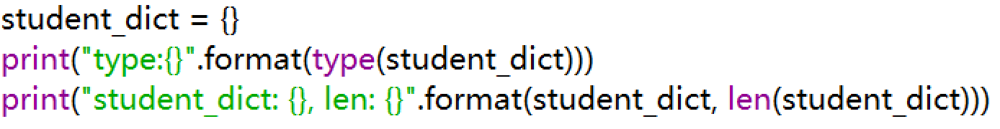 student_dict = {}
print("type:{}".format(type(student_dict)))
print("student_dict: {}, len: {}".format(student_dict, len(student_dict)))